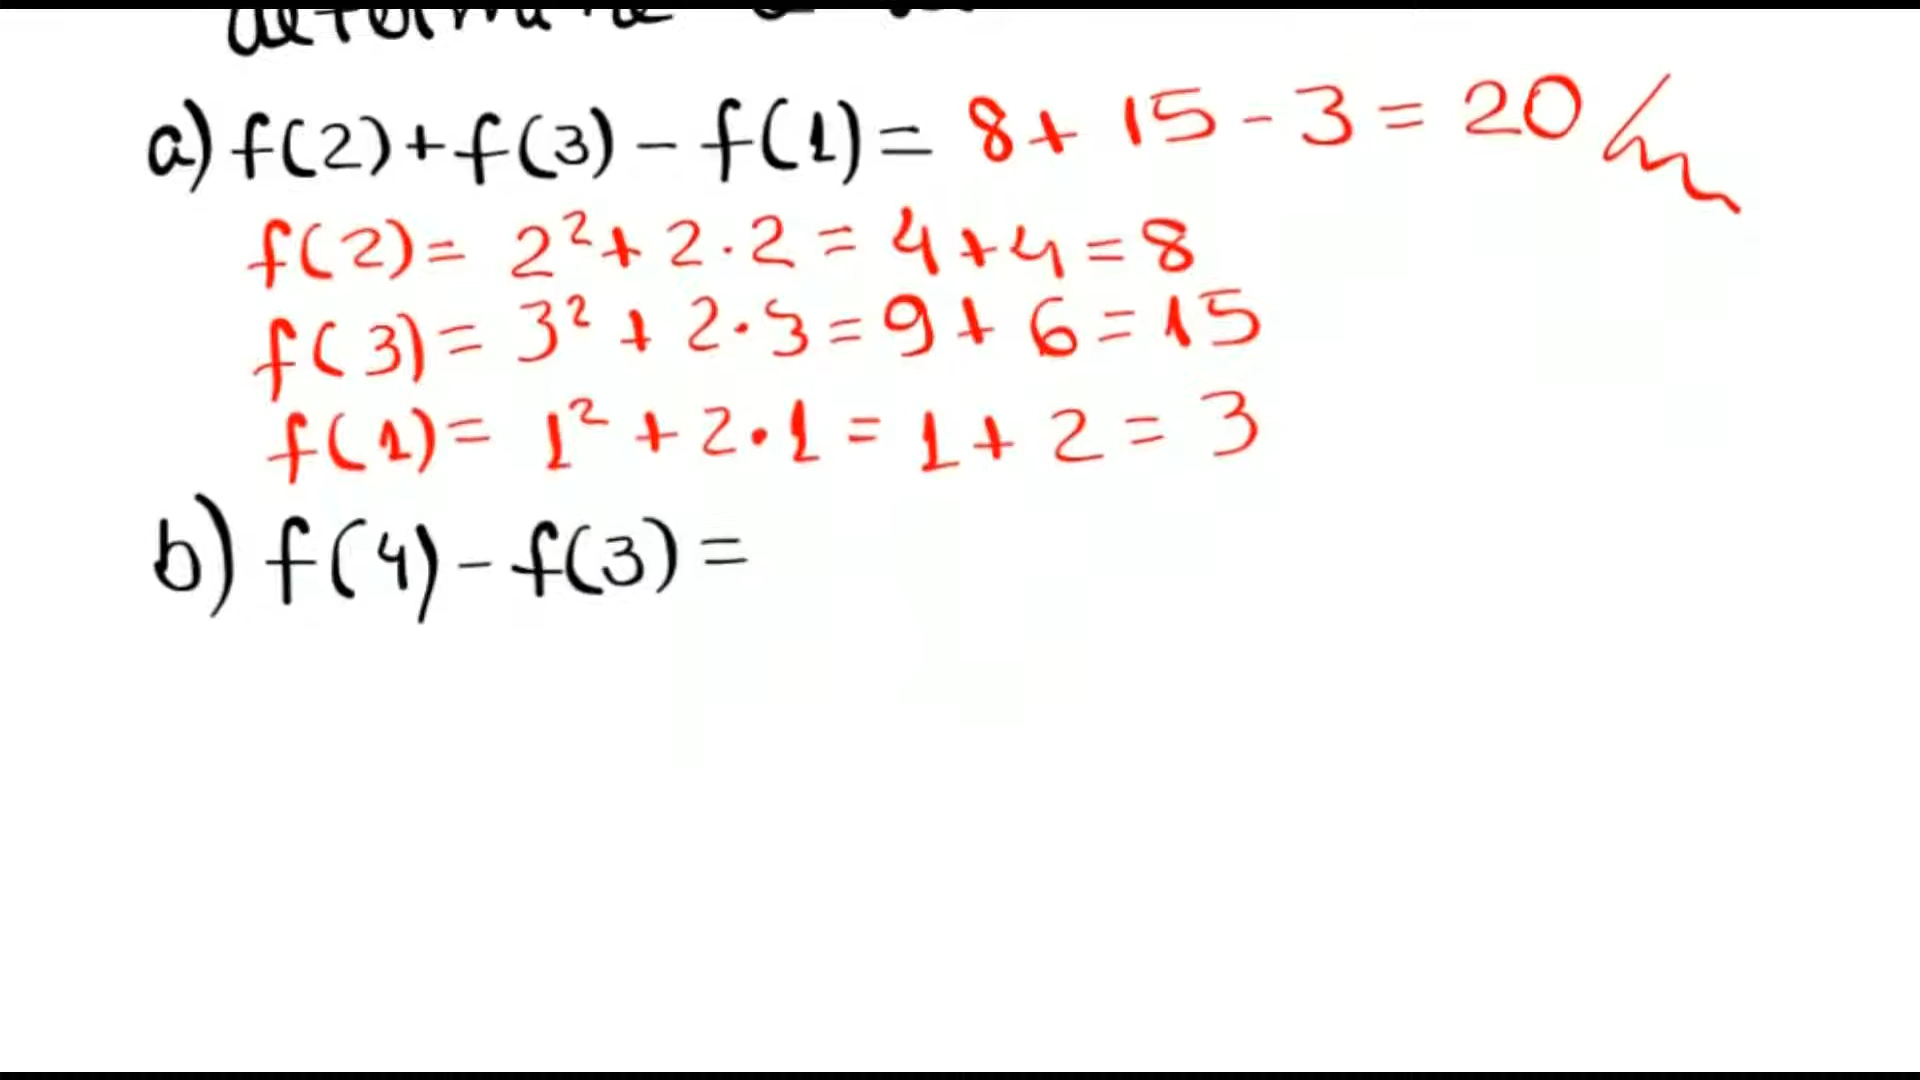 a) f(2)+f(3) - f(1) = 8 + 15 - 3 = 20
f(2) = 2² + 2 · 2 = 4 + 4 = 8
f(3) = 3² + 2 · 3 = 9 + 6 = 15
f(1) = 1² + 2 · 1 = 1 + 2 = 3
b) f(4) - f(3) =